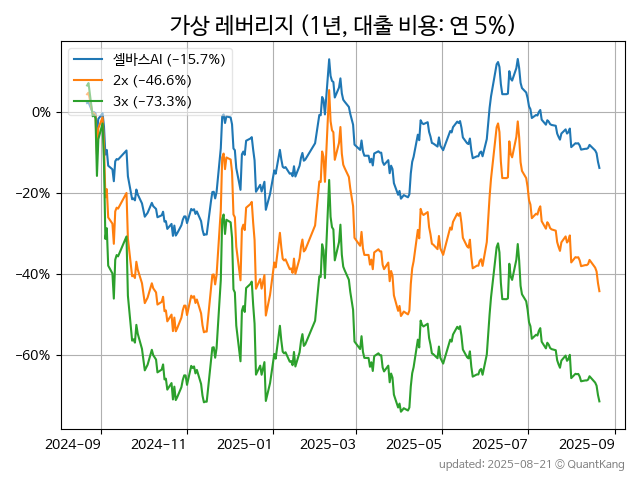 가상 레버리지 (1년, 대출 비용: 연 5%)
셀바스AI (−15.7%)
2x (−46.6%)
3x (−73.3%)
0%
−20%
−40%
−60%
2024-09 2024-11 2025-01 2025-03 2025-05 2025-07 2025-09
updated: 2025-08-21 © QuantKang